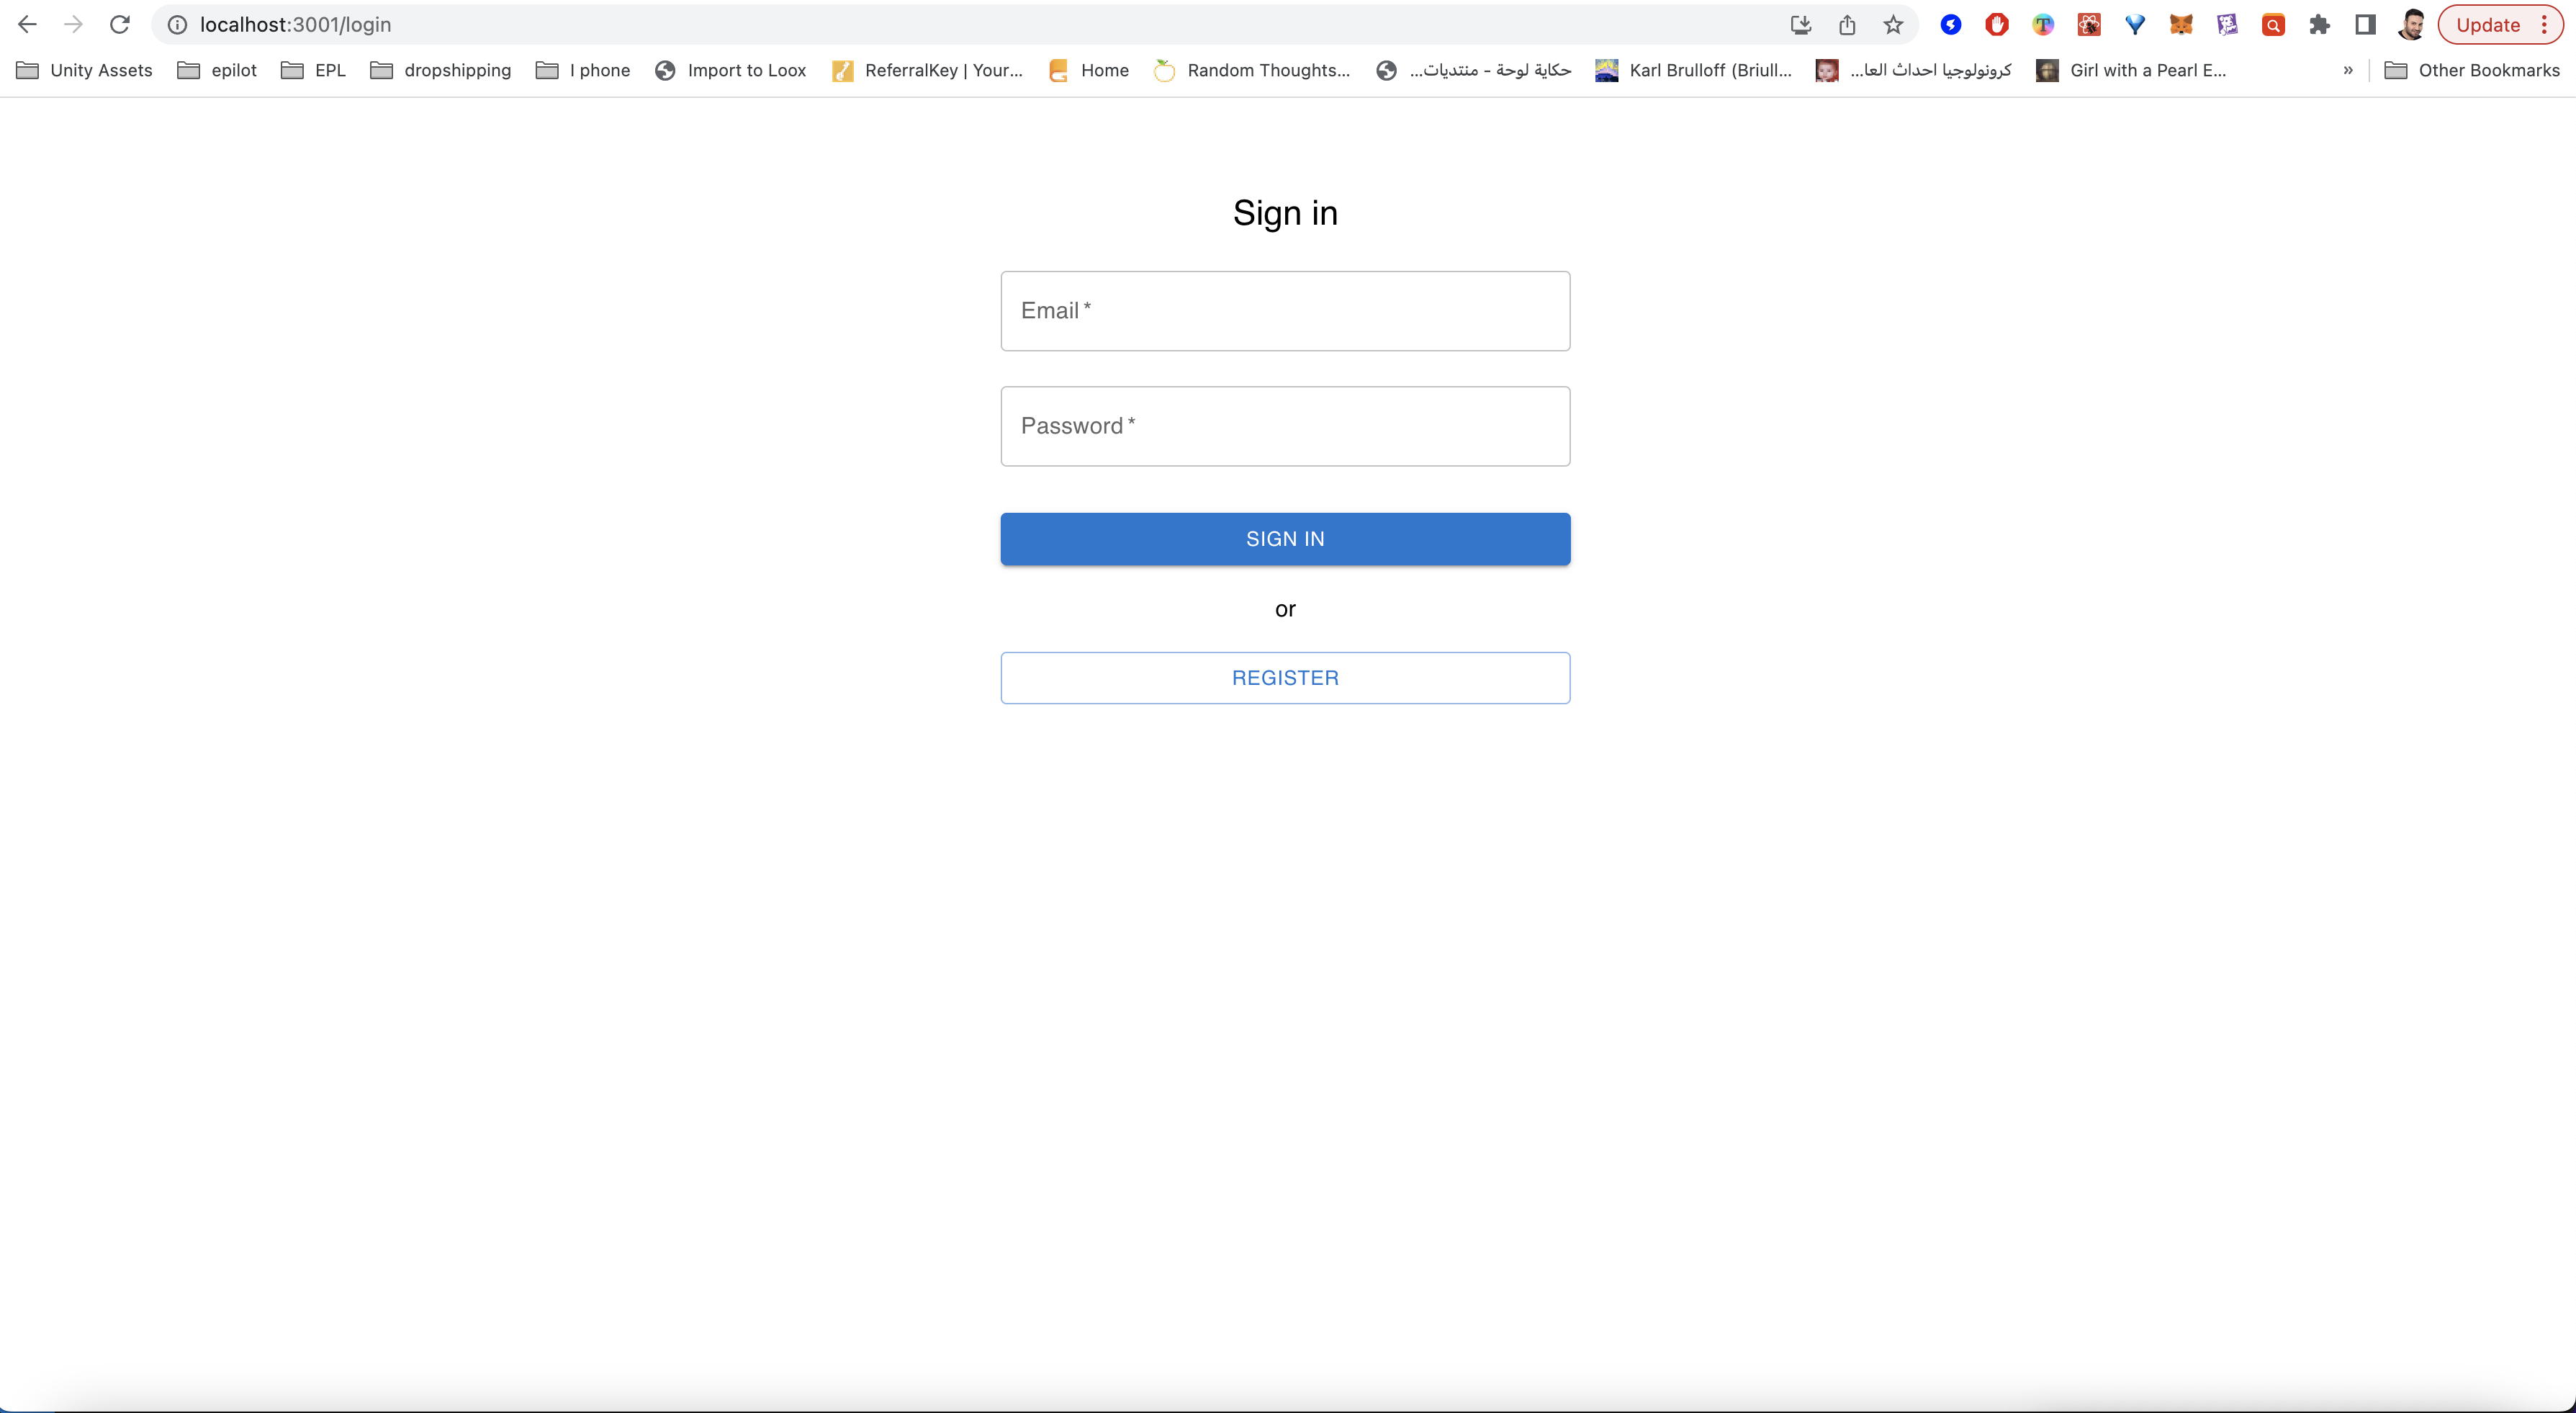 localhost:3001/login
Update
Unity Assets epilot EPL dropshipping I phone Import to Loox ReferralKey | Your... Home Random Thoughts... حكاية لوحة - منتديات... Karl Brulloff (Briull... كرونولوجيا احداث العا... Girl with a Pearl E... » Other Bookmarks
Sign in
Email *
Password *
SIGN IN
or
REGISTER